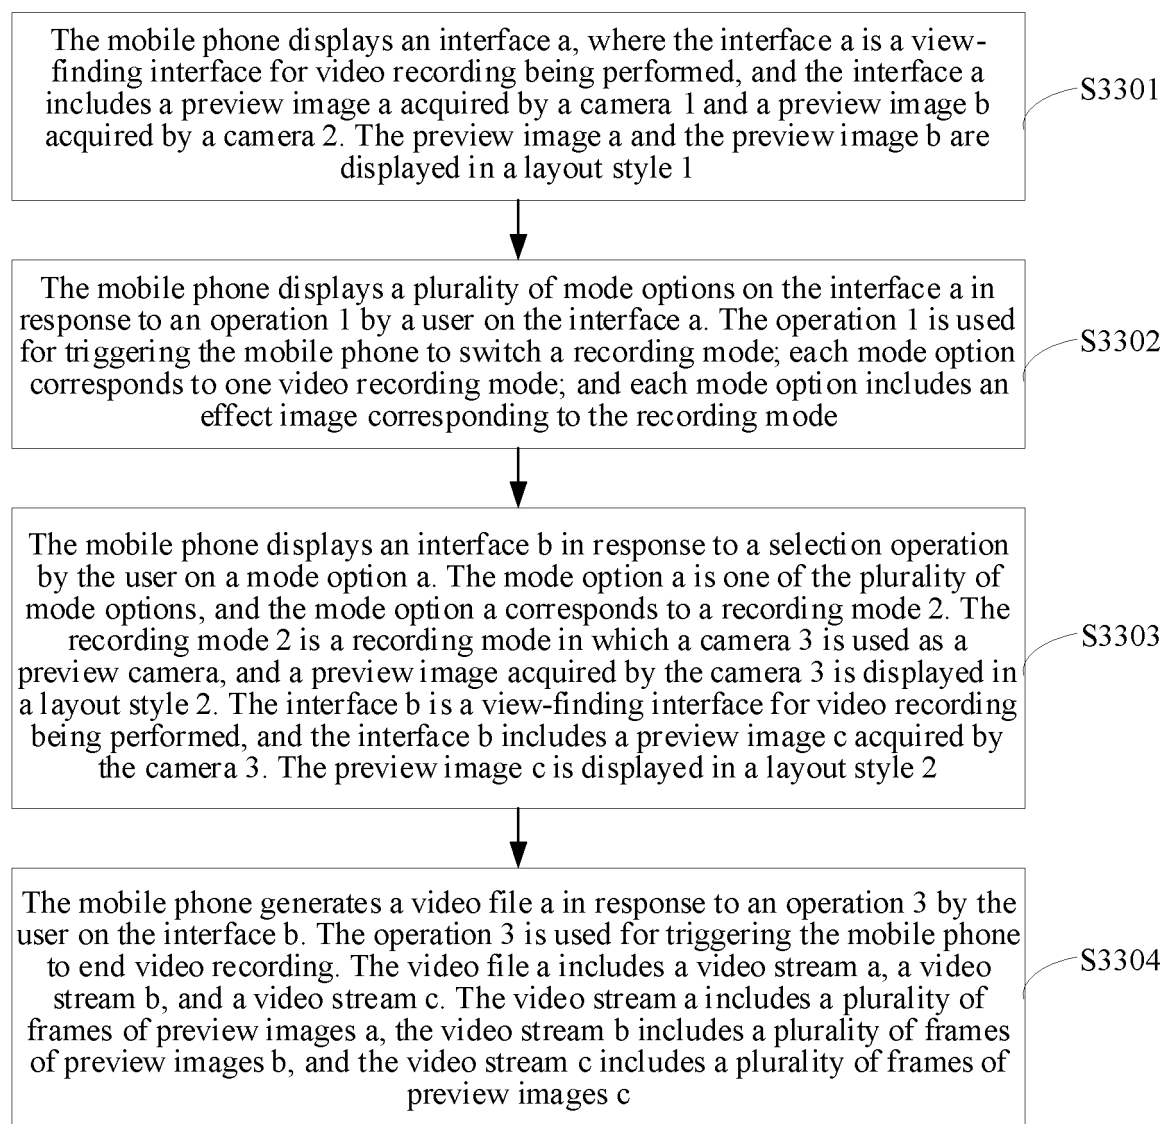 The mobile phone displays an interface a, where the interface a is a view-
finding interface for video recording being performed, and the interface a
includes a preview image a acquired by a camera 1 and a preview image b
acquired by a camera 2. The preview image a and the preview image b are
displayed in a layout style 1
S3301
The mobile phone displays a plurality of mode options on the interface a in
response to an operation 1 by a user on the interface a. The operation 1 is used
for triggering the mobile phone to switch a recording mode; each mode option
corresponds to one video recording mode; and each mode option includes an
effect image corresponding to the recording mode
S3302
The mobile phone displays an interface b in response to a selection operation
by the user on a mode option a. The mode option a is one of the plurality of
mode options, and the mode option a corresponds to a recording mode 2. The
recording mode 2 is a recording mode in which a camera 3 is used as a
preview camera, and a preview image acquired by the camera 3 is displayed in
a layout style 2. The interface b is a view-finding interface for video recording
being performed, and the interface b includes a preview image c acquired by
the camera 3. The preview image c is displayed in a layout style 2
S3303
The mobile phone generates a video file a in response to an operation 3 by the
user on the interface b. The operation 3 is used for triggering the mobile phone
to end video recording. The video file a includes a video stream a, a video
stream b, and a video stream c. The video stream a includes a plurality of
frames of preview images a, the video stream b includes a plurality of frames
of preview images b, and the video stream c includes a plurality of frames of
preview images c
S3304